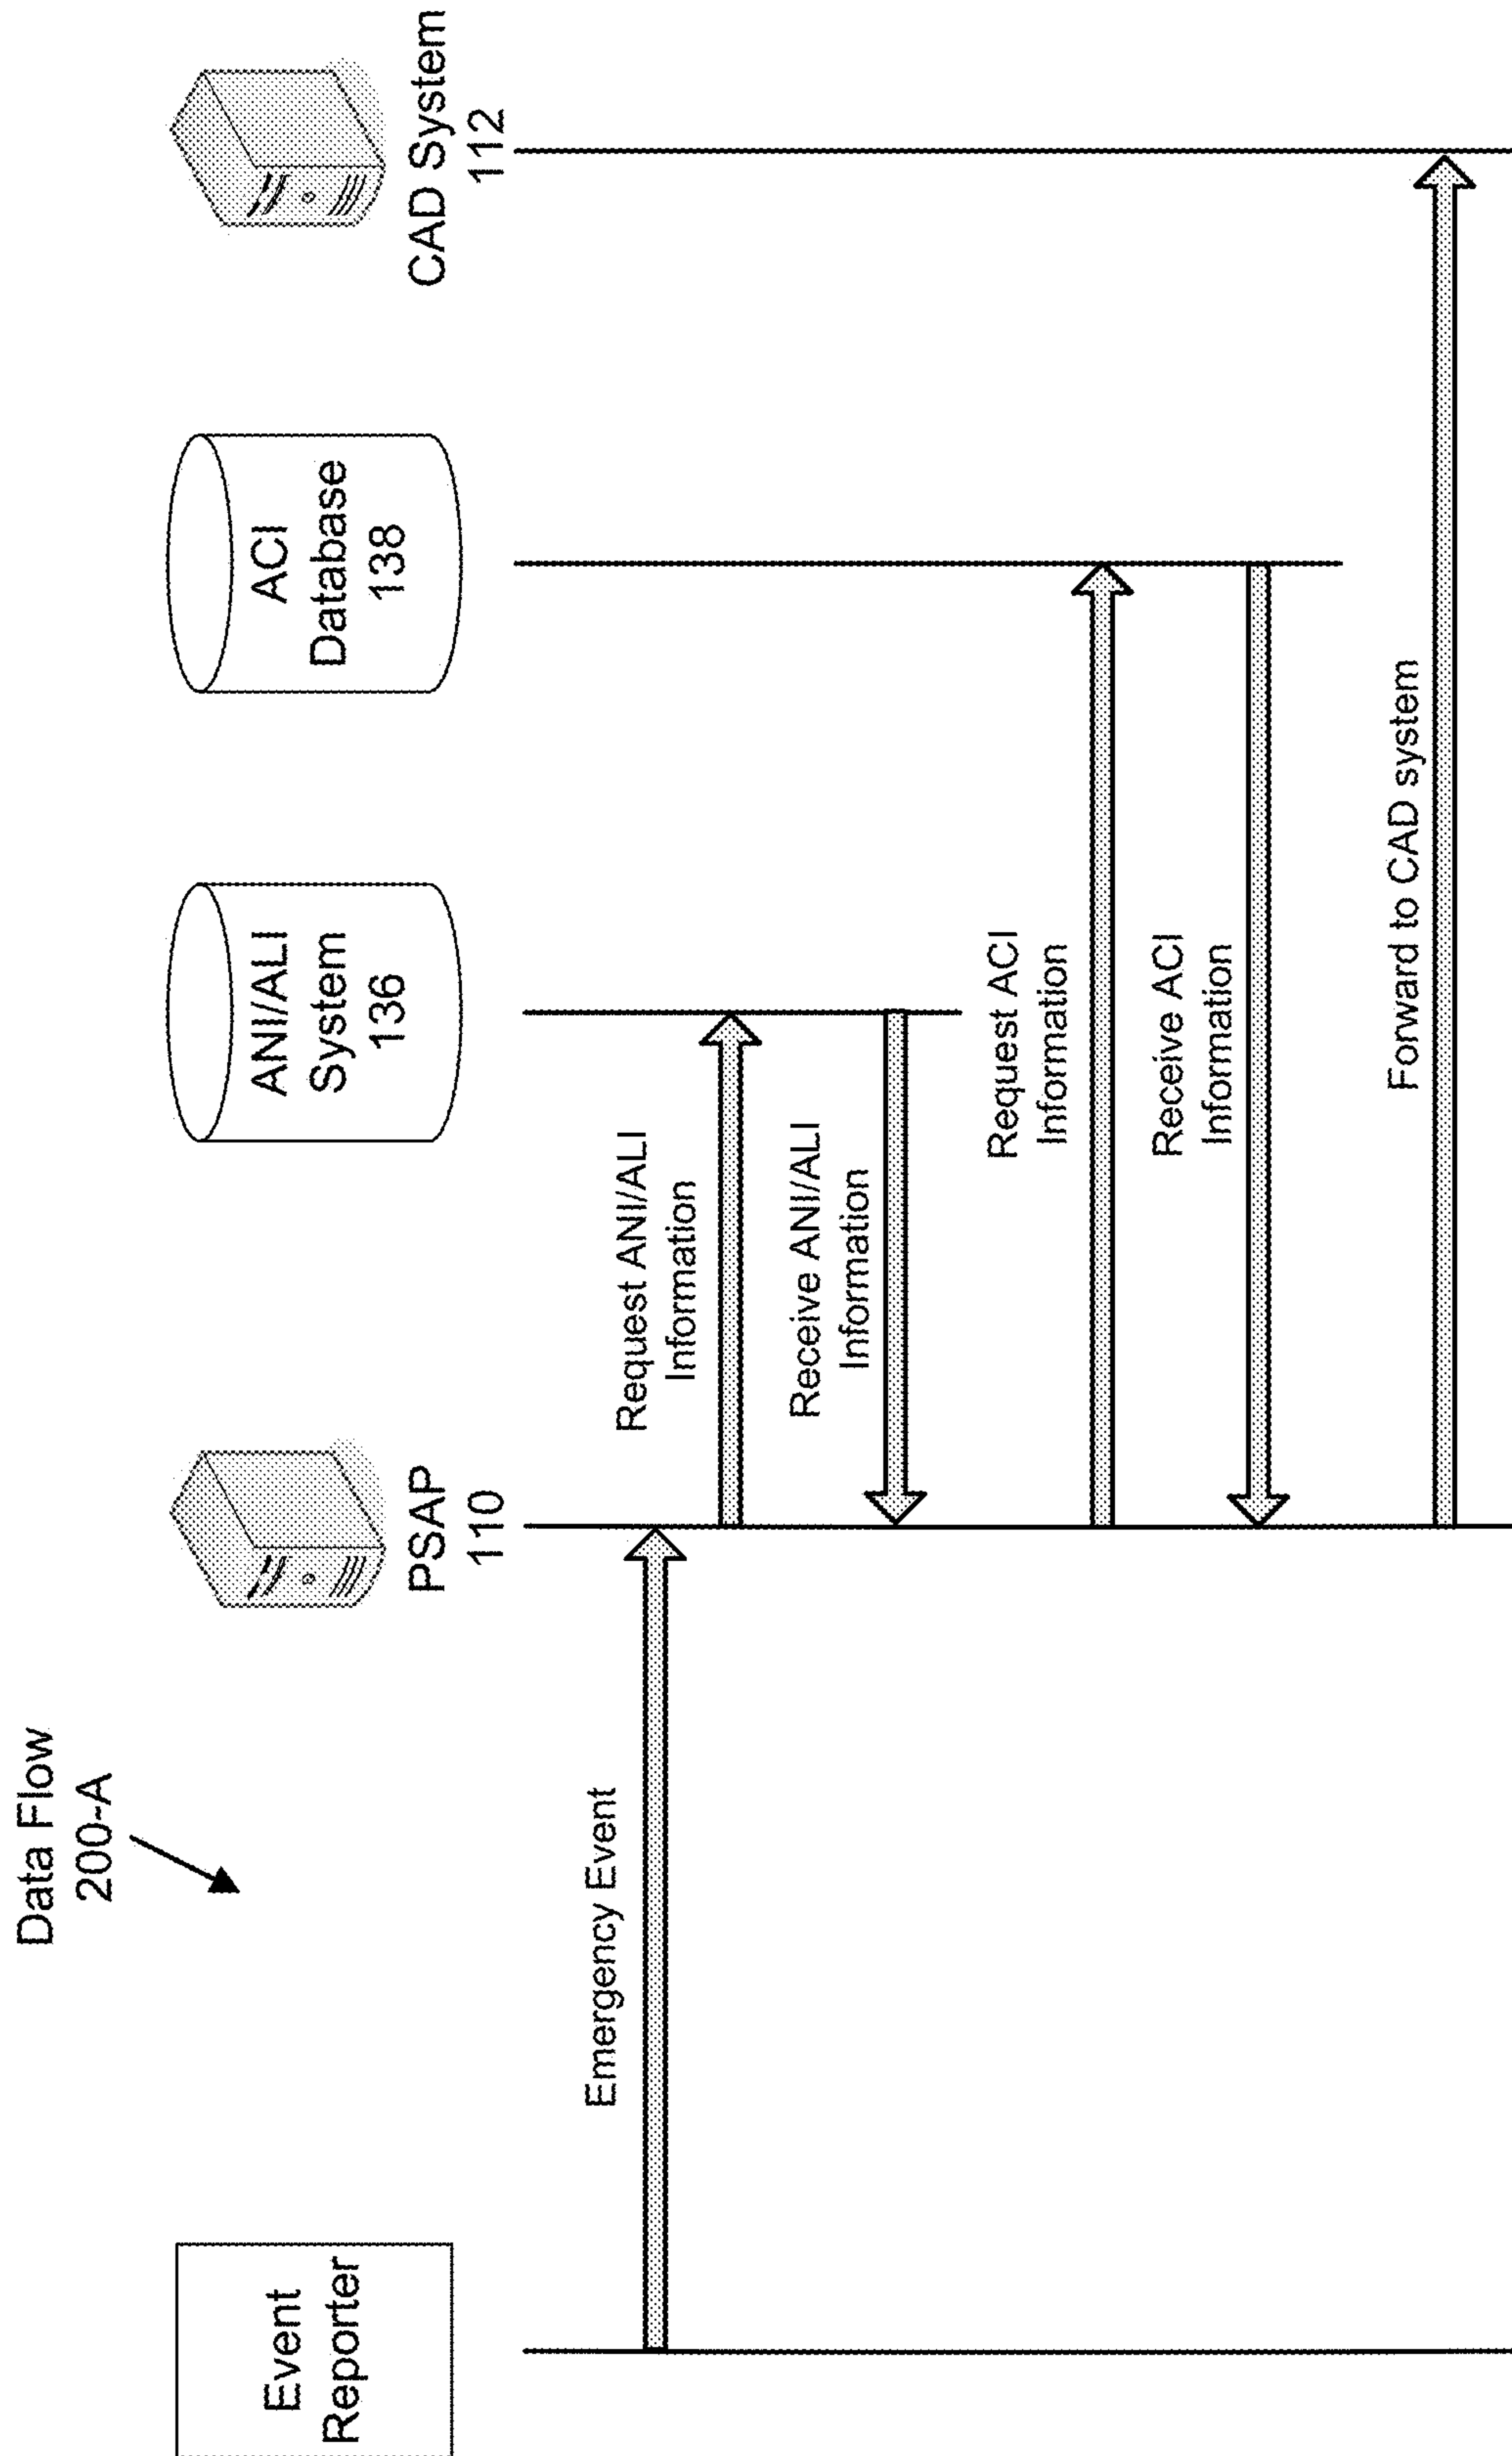 Data Flow
200-A
Event
Reporter
PSAP
110
ANI/ALI
System
136
ACI
Database
138
CAD System
112
Emergency Event
Request ANI/ALI
Information
Receive ANI/ALI
Information
Request ACI
Information
Receive ACI
Information
Forward to CAD system